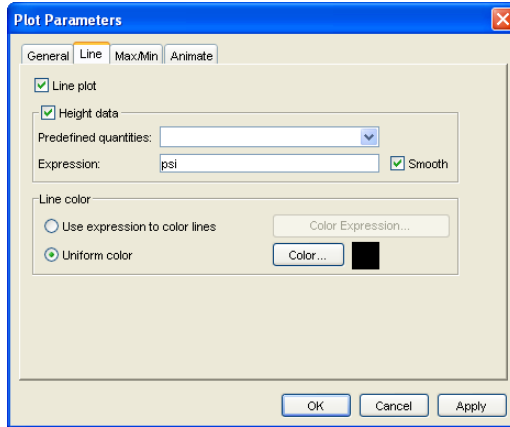 Plot Parameters
General Line Max/Min Animate
Line plot
Height data
Predefined quantities:
Expression: psi Smooth
Line color
Use expression to color lines Color Expression...
Uniform color Color...
OK Cancel Apply